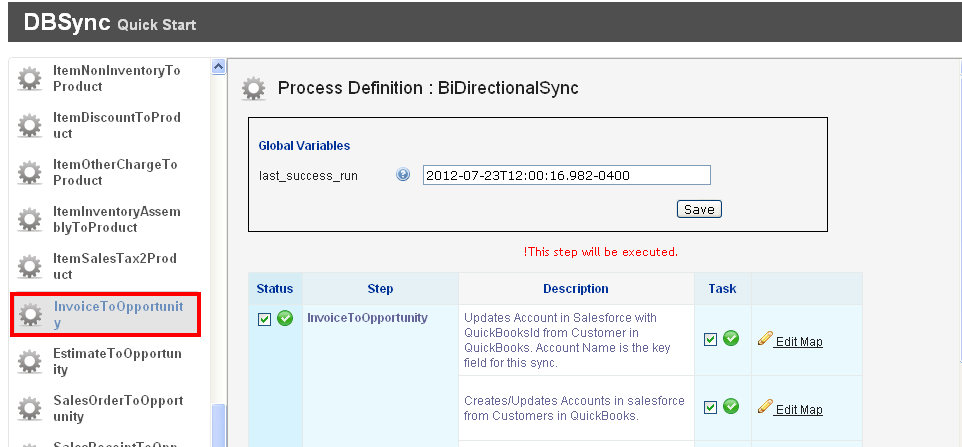 DBSync Quick Start
ItemNonInventoryTo
Product
ItemDiscountToProd
uct
ItemOtherChargeTo
Product
ItemInventoryAssem
blyToProduct
ItemSalesTax2Prod
uct
InvoiceToOpportunit
y
EstimateToOpportun
ity
SalesOrderToOpport
unity
SalesReceiptToOpp
Process Definition : BiDirectionalSync
Global Variables
last_success_run ? 2012-07-23T12:00:16.982-0400
Save
!This step will be executed.
Status Step Description Task
InvoiceToOpportunity
Updates Account in Salesforce with
QuickBooksId from Customer in
QuickBooks. Account Name is the key
field for this sync.
Edit Map
Creates/Updates Accounts in salesforce
from Customers in QuickBooks.
Edit Map